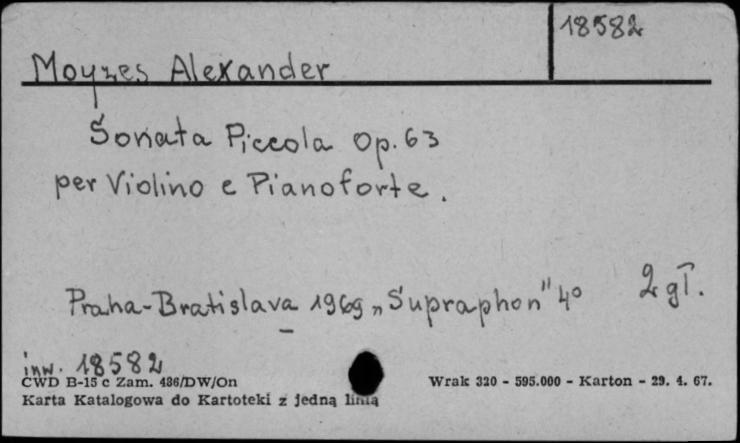 18582
Moyzes Alexander
Sonata Piccola Op. 63
per Violino e Pianoforte.
Praha-Bratislava 1969 „Supraphon" 4° 2 gł.
inw. 18582
CWD B-15 c Zam. 486/DW/On
Wrak 320 - 595.000 - Karton - 29. 4. 67.
Karta Katalogowa do Kartoteki z jedną linią